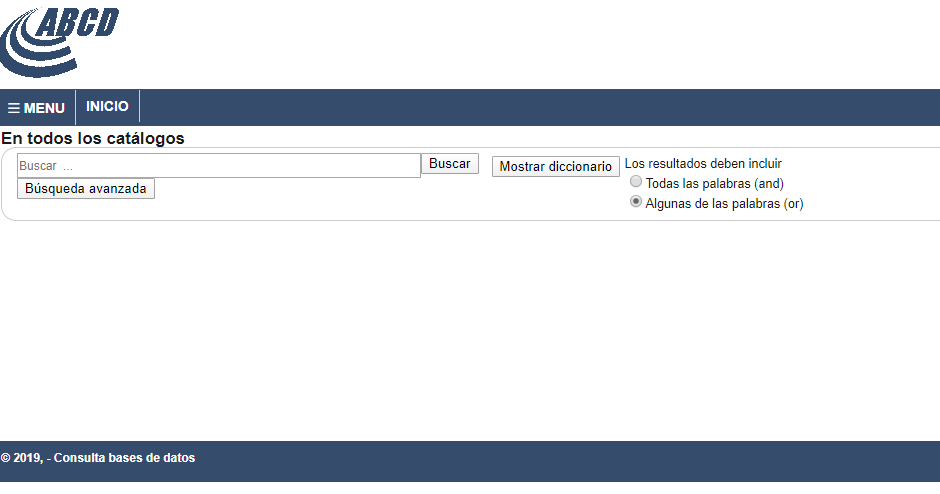 ABCD
☰ MENU
INICIO
En todos los catálogos
Buscar ...
Buscar
Mostrar diccionario
Los resultados deben incluir
Búsqueda avanzada
Todas las palabras (and)
Algunas de las palabras (or)
© 2019, - Consulta bases de datos